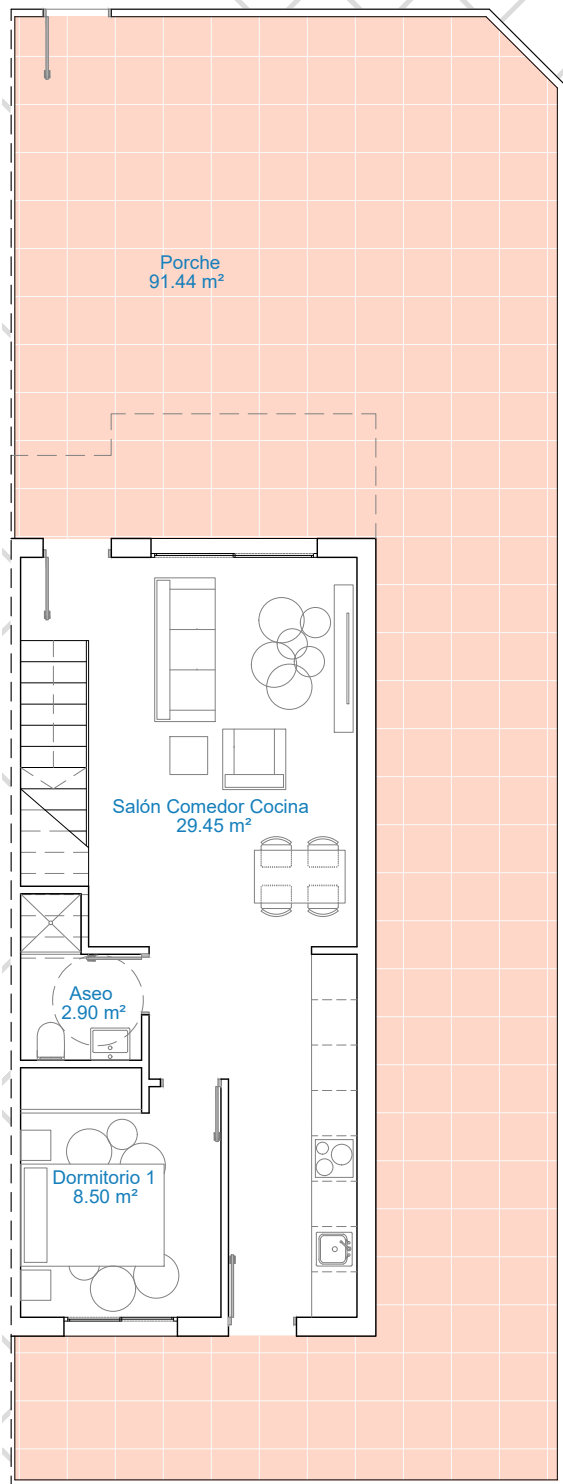 Porche
91.44 m²
Salón Comedor Cocina
29.45 m²
Aseo
2.90 m²
Dormitorio 1
8.50 m²